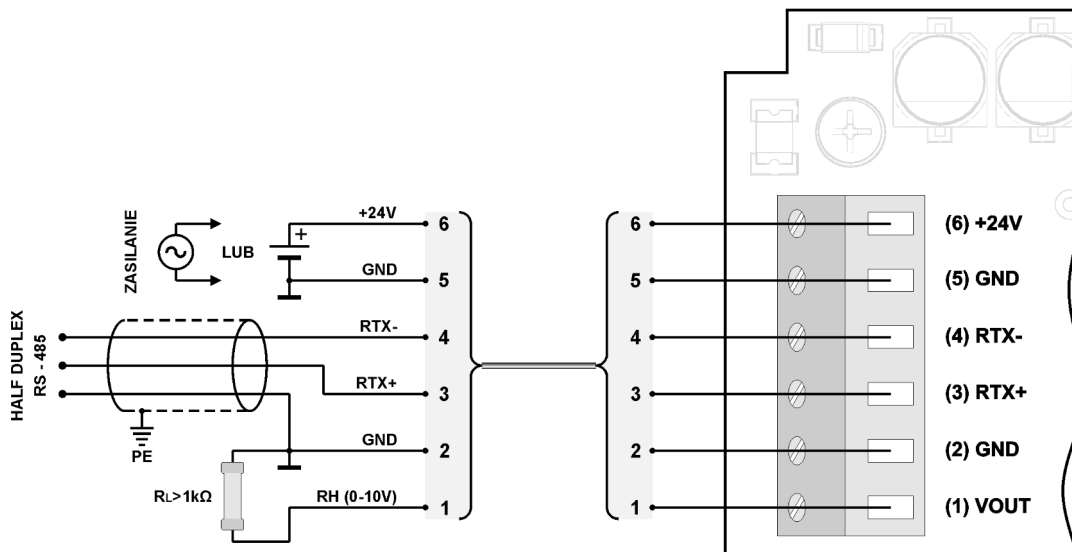 ZASILANIE
LUB
+
+24V
GND
HALF DUPLEX
RS - 485
RTX-
RTX+
PE
GND
RL>1kΩ
RH (0-10V)
6
5
4
3
2
1
6
5
4
3
2
1
(6) +24V
(5) GND
(4) RTX-
(3) RTX+
(2) GND
(1) VOUT